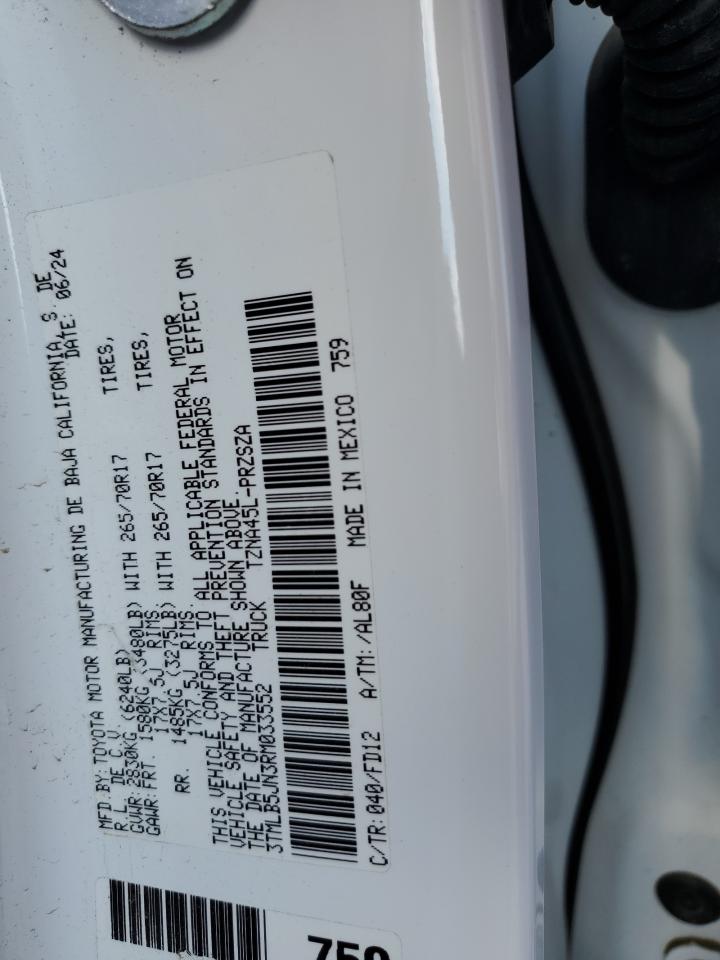 MFD.BY:TOYOTA MOTOR MANUFACTURING DE BAJA CALIFORNIA,S. DE
R.L. DE C.V. DATE: 06/24
GVWR:2830KG (6240LB)
GAWR:FRT. 1580KG (3480LB) WITH 265/70R17 TIRES,
17X7.5J RIMS.
RR. 1485KG (3275LB) WITH 265/70R17 TIRES,
17X7.5J RIMS.
THIS VEHICLE CONFORMS TO ALL APPLICABLE FEDERAL MOTOR
VEHICLE SAFETY AND THEFT PREVENTION STANDARDS IN EFFECT ON
THE DATE OF MANUFACTURE SHOWN ABOVE.
3TMLB5JN3RM033552 TRUCK TZNA45L-PRZSZA
C/TR:040/FD12 A/TM:/AL80F MADE IN MEXICO 759
759